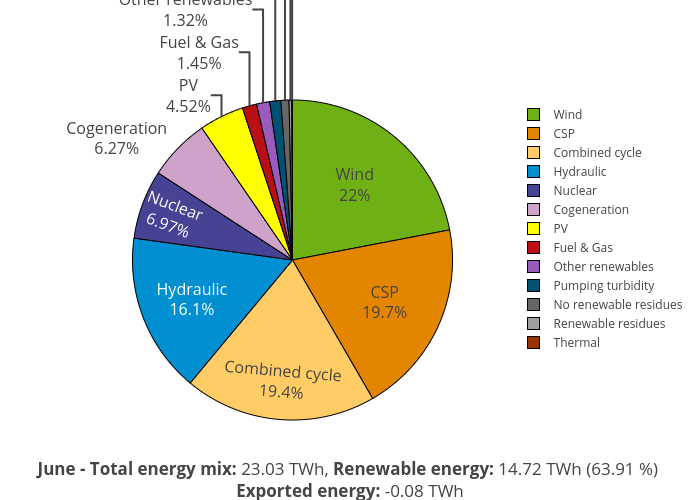 Other renewables
1.32%
Fuel & Gas
1.45%
PV
4.52%
Cogeneration
6.27%
Nuclear
6.97%
Hydraulic
16.1%
Combined cycle
19.4%
CSP
19.7%
Wind
22%
Wind
CSP
Combined cycle
Hydraulic
Nuclear
Cogeneration
PV
Fuel & Gas
Other renewables
Pumping turbidity
No renewable residues
Renewable residues
Thermal
June - Total energy mix: 23.03 TWh, Renewable energy: 14.72 TWh (63.91 %)
Exported energy: -0.08 TWh